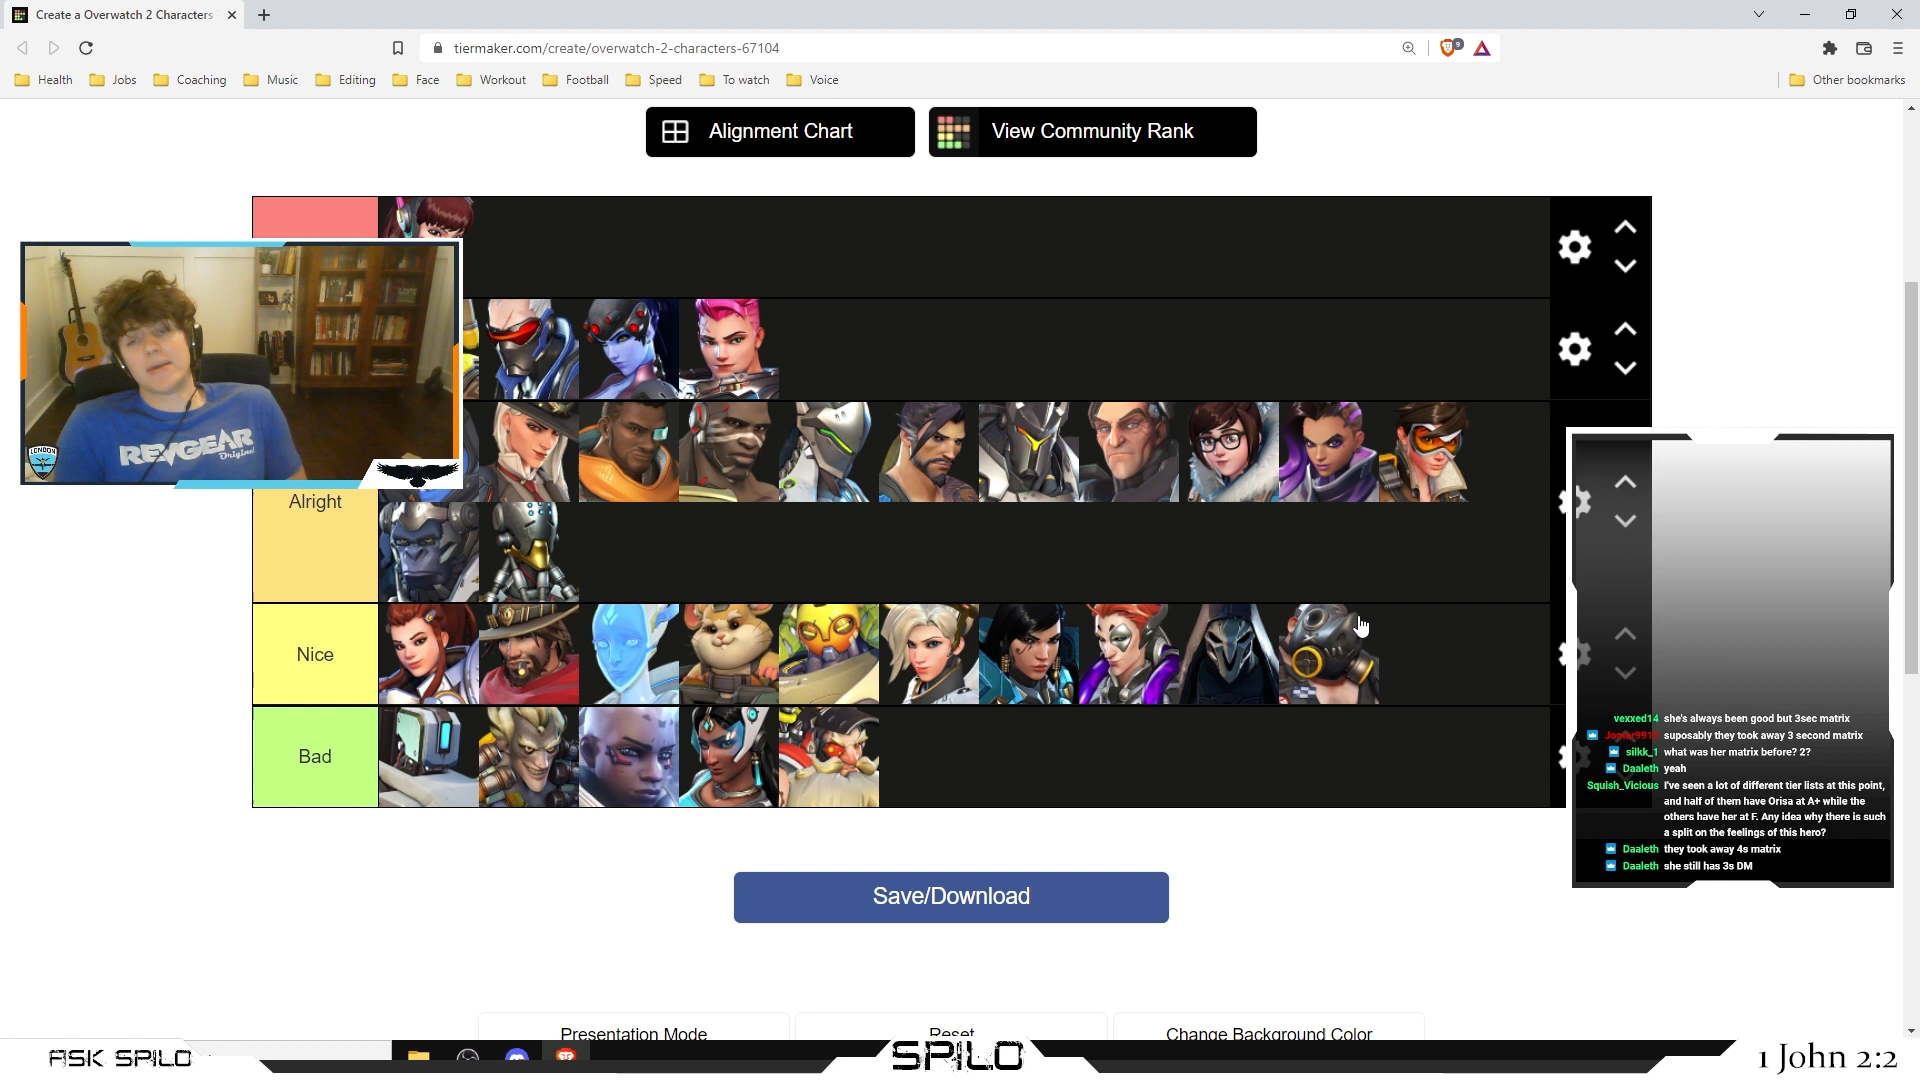 Create a Overwatch 2 Characters
tiermaker.com/create/overwatch-2-characters-67104
9
Health Jobs Coaching Music Editing Face Workout Football Speed To watch Voice Other bookmarks
Alignment Chart View Community Rank
REVGEAR
Original
LONDON
Alright
Nice
Bad
vexxed14 she's always been good but 3sec matrix
suposably they took away 3 second matrix
silkk_1 what was her matrix before? 2?
Daaleth yeah
Squish_Vicious I've seen a lot of different tier lists at this point,
and half of them have Orisa at A+ while the
others have her at F. Any idea why there is such
a split on the feelings of this hero?
Daaleth they took away 4s matrix
Daaleth she still has 3s DM
Save/Download
Presentation Mode Reset Change Background Color
ASK SPILO
SPILO
1 John 2:2